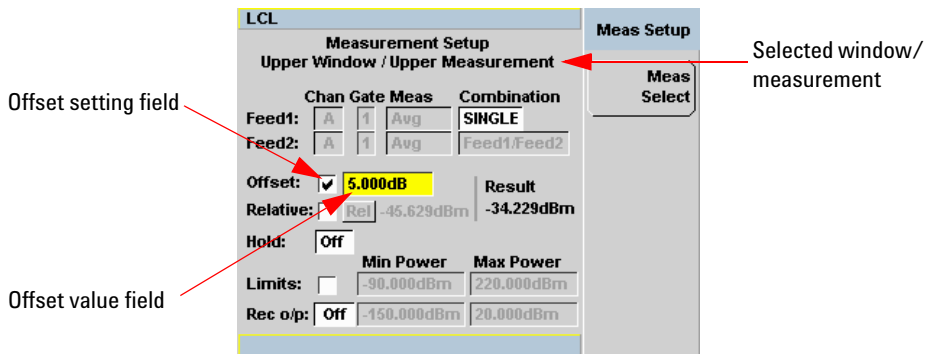 LCL
Meas Setup
Measurement Setup
Upper Window / Upper Measurement
Selected window/
measurement
Meas
Select
Offset setting field
Chan Gate Meas Combination
Feed1: A 1 Avg SINGLE
Feed2: A 1 Avg Feed1/Feed2
Offset: 5.000dB Result
Relative: Rel -45.629dBm -34.229dBm
Hold: Off
Min Power Max Power
Offset value field
Limits: -90.000dBm 220.000dBm
Rec o/p: Off -150.000dBm 20.000dBm